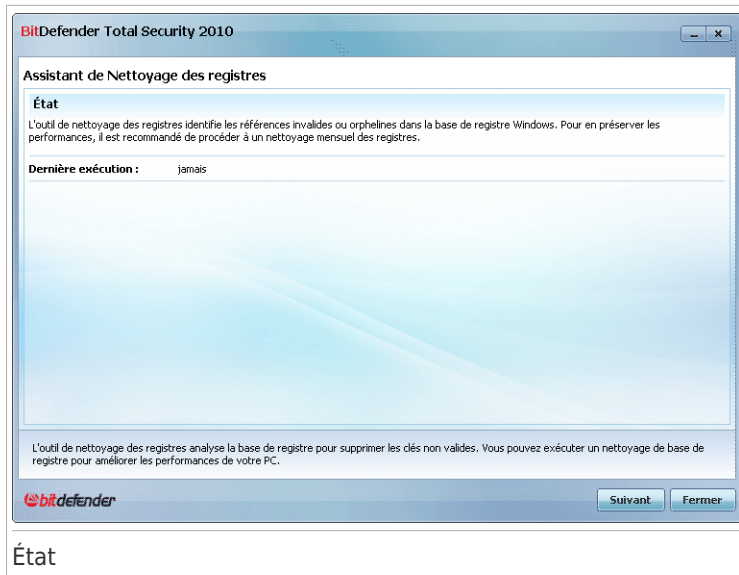 BitDefender Total Security 2010
Assistant de Nettoyage des registres
État
L'outil de nettoyage des registres identifie les références invalides ou orphelines dans la base de registre Windows. Pour en préserver les
performances, il est recommandé de procéder à un nettoyage mensuel des registres.
Dernière exécution : jamais
L'outil de nettoyage des registres analyse la base de registre pour supprimer les clés non valides. Vous pouvez exécuter un nettoyage de base de
registre pour améliorer les performances de votre PC.
bitdefender
Suivant Fermer
État